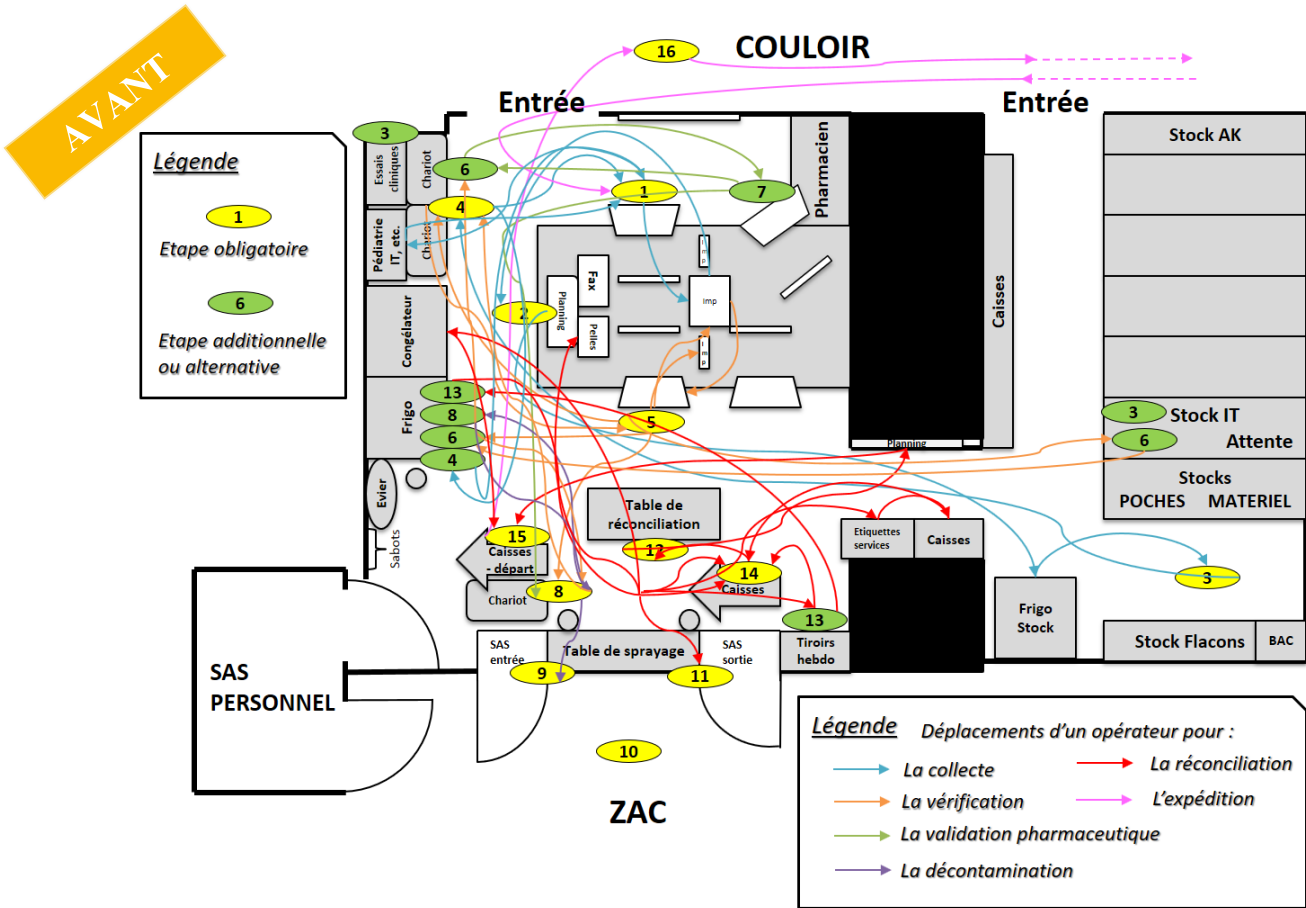 AVANT
16
COULOIR
Entrée
Entrée
Légende
1
Etape obligatoire
6
Etape additionnelle
ou alternative
3
Essais
cliniques
Chariot
6
4
Pédiatrie
IT, etc.
Chariot
1
7
Pharmacien
Imp
imp
Imp
2
Planning
Fax
Pelles
Congélateur
Frigo
13
8
6
4
5
Evier
Sabots
Caisses
Planning
Stock AK
3
Stock IT
6
Attente
Stocks
POCHES MATERIEL
Table de
réconciliation
12
15
Caisses
- départ
Chariot
8
14
Caisses
13
Tiroirs
hebdo
Etiquettes
services
Caisses
3
Frigo
Stock
Stock Flacons
BAC
SAS
entrée
Table de sprayage
SAS
sortie
9
11
10
SAS
PERSONNEL
ZAC
Légende
Déplacements d'un opérateur pour :
La collecte
La réconciliation
La vérification
L'expédition
La validation pharmaceutique
La décontamination